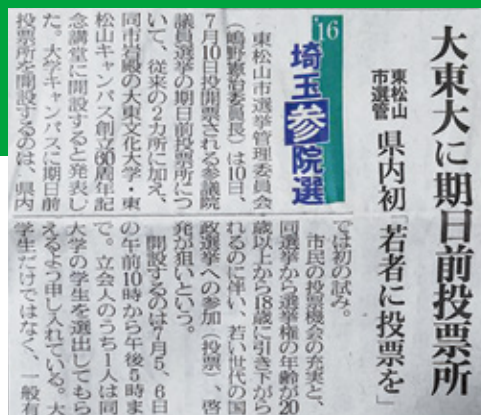 大東大に期日前投票所
東松山市選管
県内初「若者に投票を」
'16
埼玉参院選
東松山市選挙管理委員会
(嶋野憲治委員長)は10日、
7月10日投開票される参議院
議員選挙の期日前投票所につ
いて、従来の2カ所に加え、
同市岩殿の大東文化大学・東
松山キャンパス創立60周年記
念講堂に開設すると発表し
た。大学キャンパスに期日前
投票所を開設するのは、県内
では初の試み。
市民の投票機会の充実と、
同選挙から選挙権の年齢が20
歳以上から18歳に引き下がら
れるのに伴い、若い世代の国
政選挙への参加(投票)、啓
発が狙いという。
開設するのは7月5、6日
の午前10時から午後5時ま
で。立会人のうち1人は同
大学の学生を選出してもら
えるよう申し入れている。大
学生だけではなく、一般有